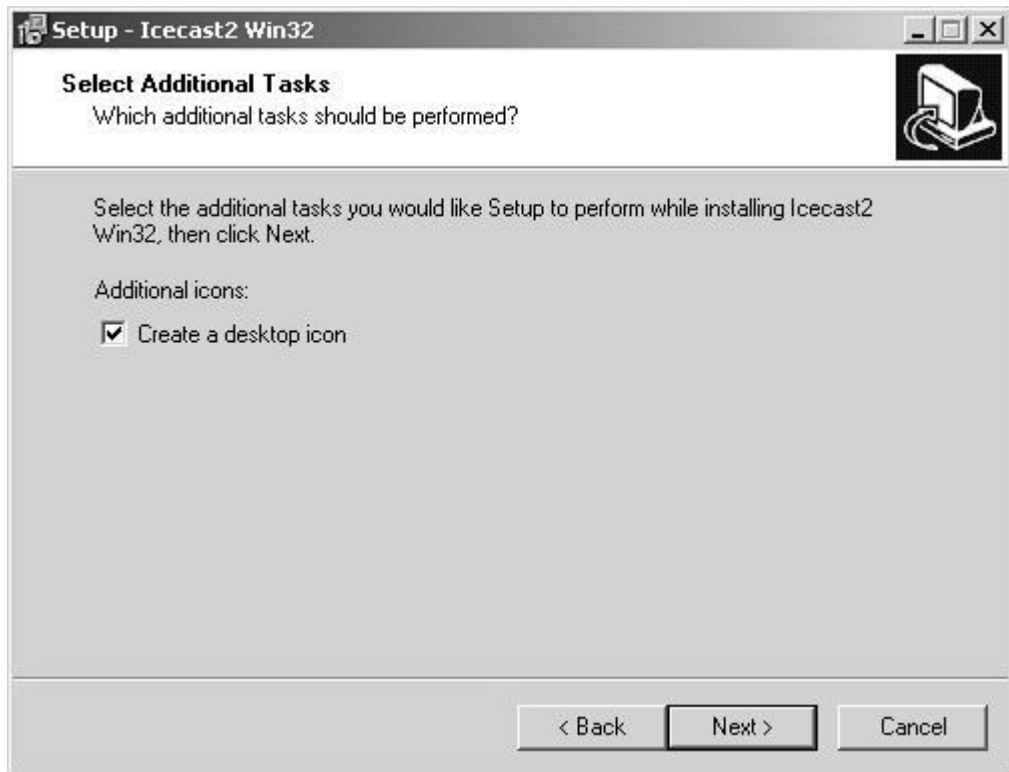 Setup - Icecast2 Win32
Select Additional Tasks
Which additional tasks should be performed?
Select the additional tasks you would like Setup to perform while installing Icecast2
Win32, then click Next.
Additional icons:
Create a desktop icon
< Back
Next >
Cancel